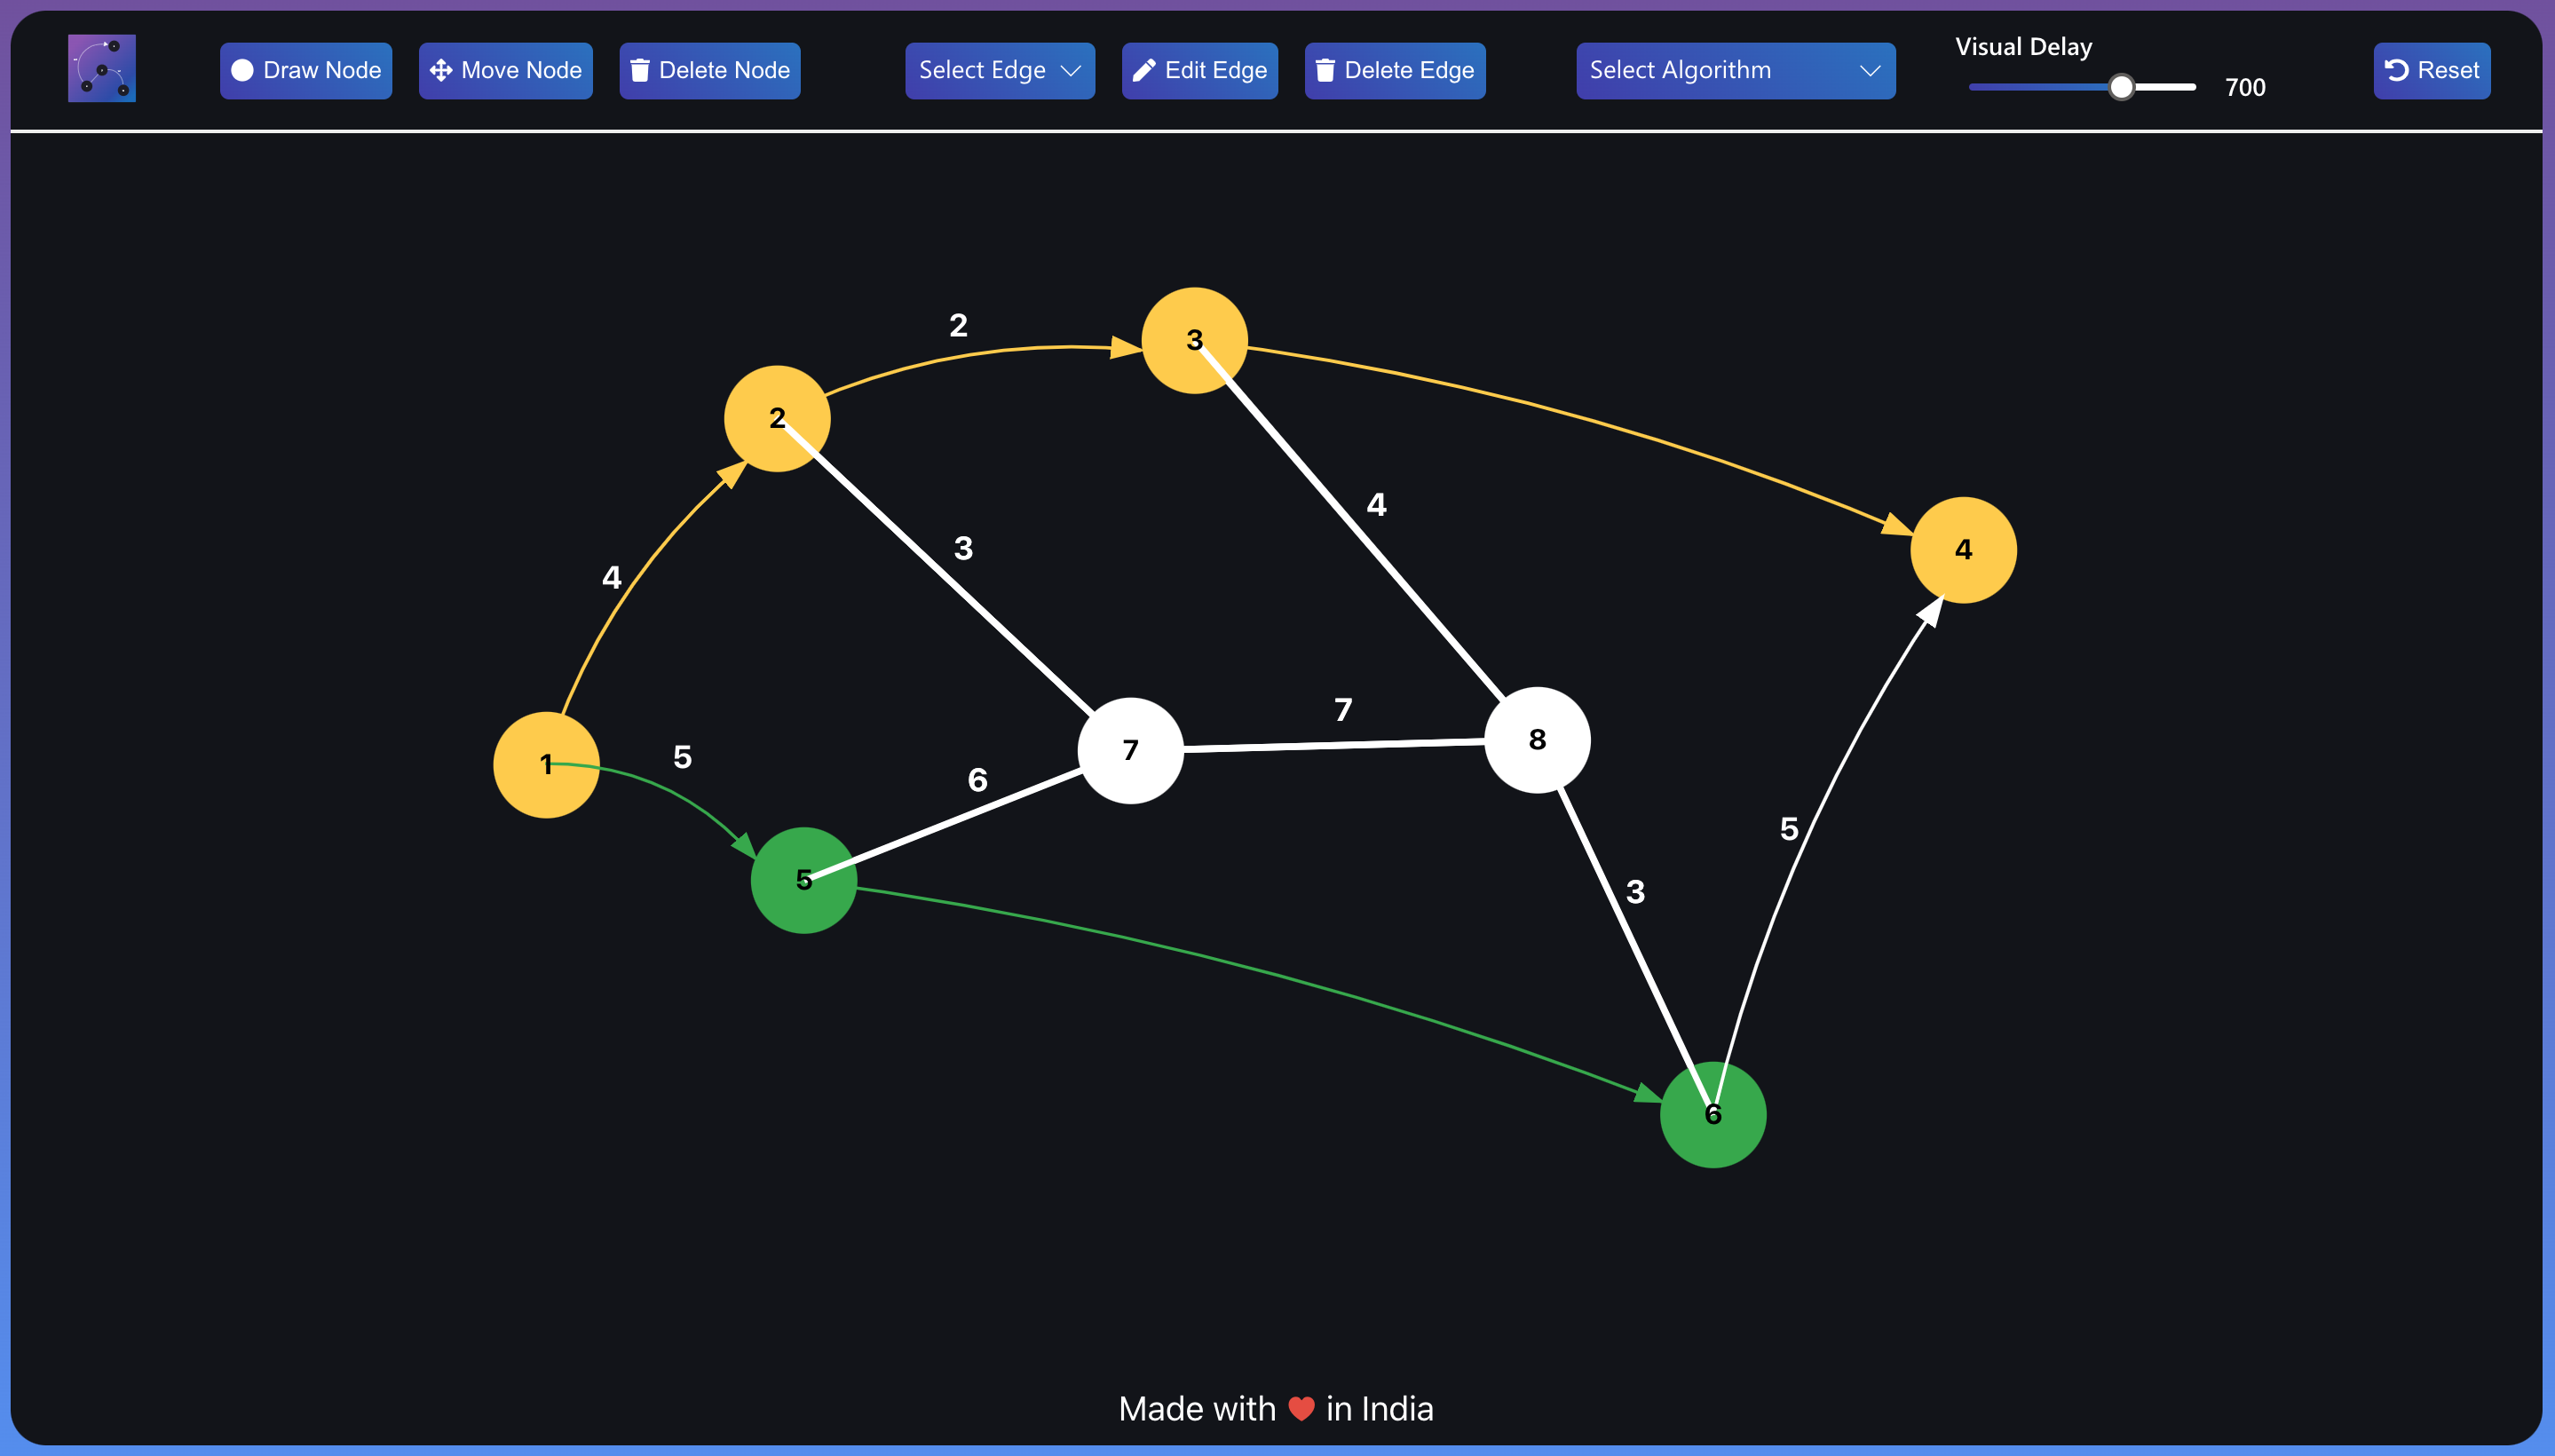 Draw Node
Move Node
Delete Node
Select Edge
Edit Edge
Delete Edge
Select Algorithm
Visual Delay
700
Reset
2
3
2
4
3
4
4
7
1
5
6
7
8
5
5
3
6
Made with ❤ in India